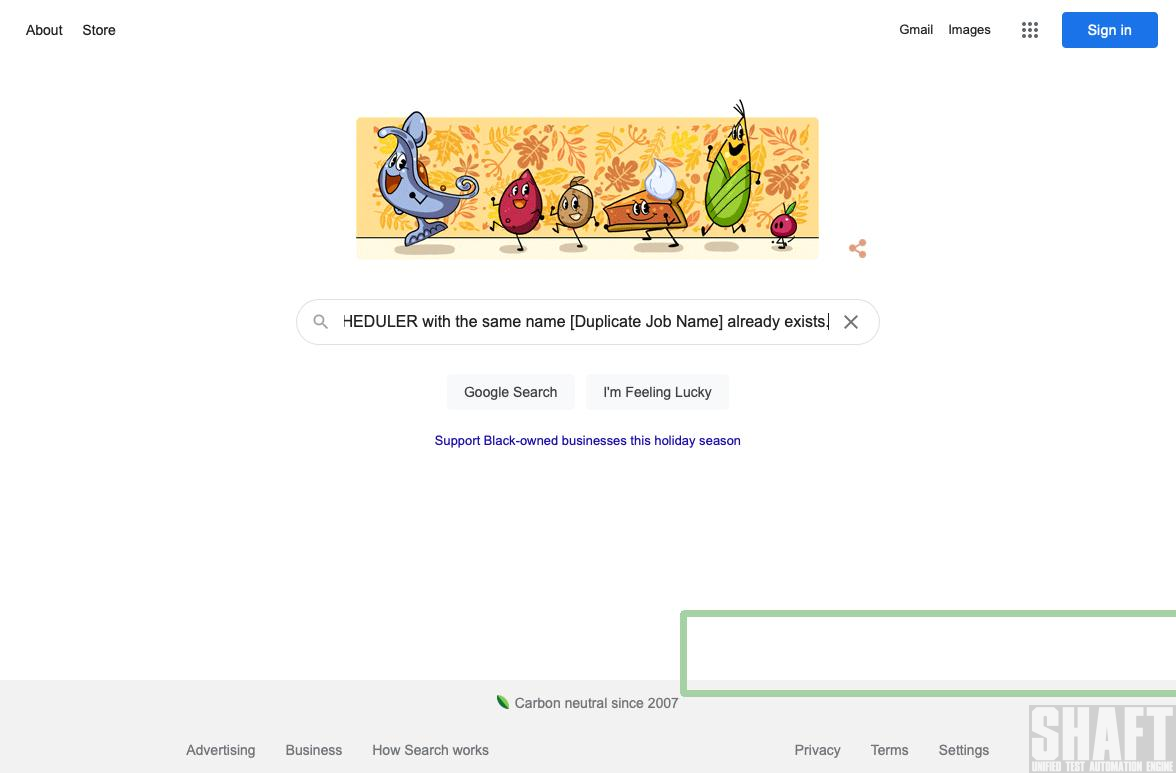 About Store Gmail Images Sign in
HEDULER with the same name [Duplicate Job Name] already exists.
Google Search I'm Feeling Lucky
Support Black-owned businesses this holiday season
Carbon neutral since 2007
Advertising Business How Search works Privacy Terms Settings
SHAFT
UNIFIED TEST AUTOMATION ENGINE